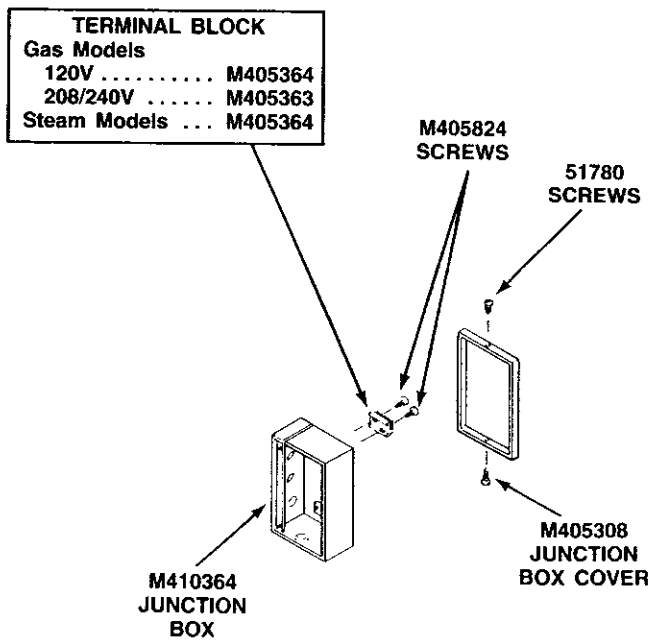 TERMINAL BLOCK
Gas Models
120V .......... M405364
208/240V ...... M405363
Steam Models ... M405364
M405824
SCREWS
51780
SCREWS
M410364
JUNCTION
BOX
M405308
JUNCTION
BOX COVER